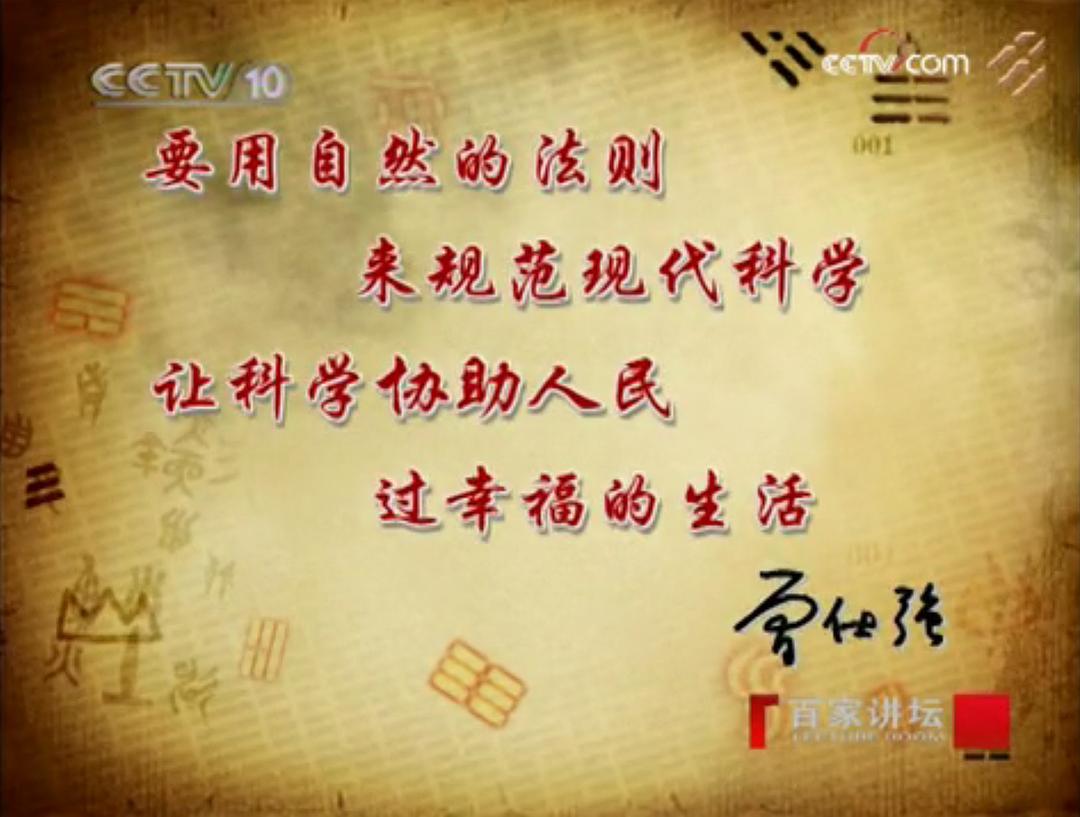 CCTV 10
CCTV.com
001
要用自然的法则
来规范现代科学
让科学协助人民
过幸福的生活
曾仕强
百家讲坛
LECTURE ROOM